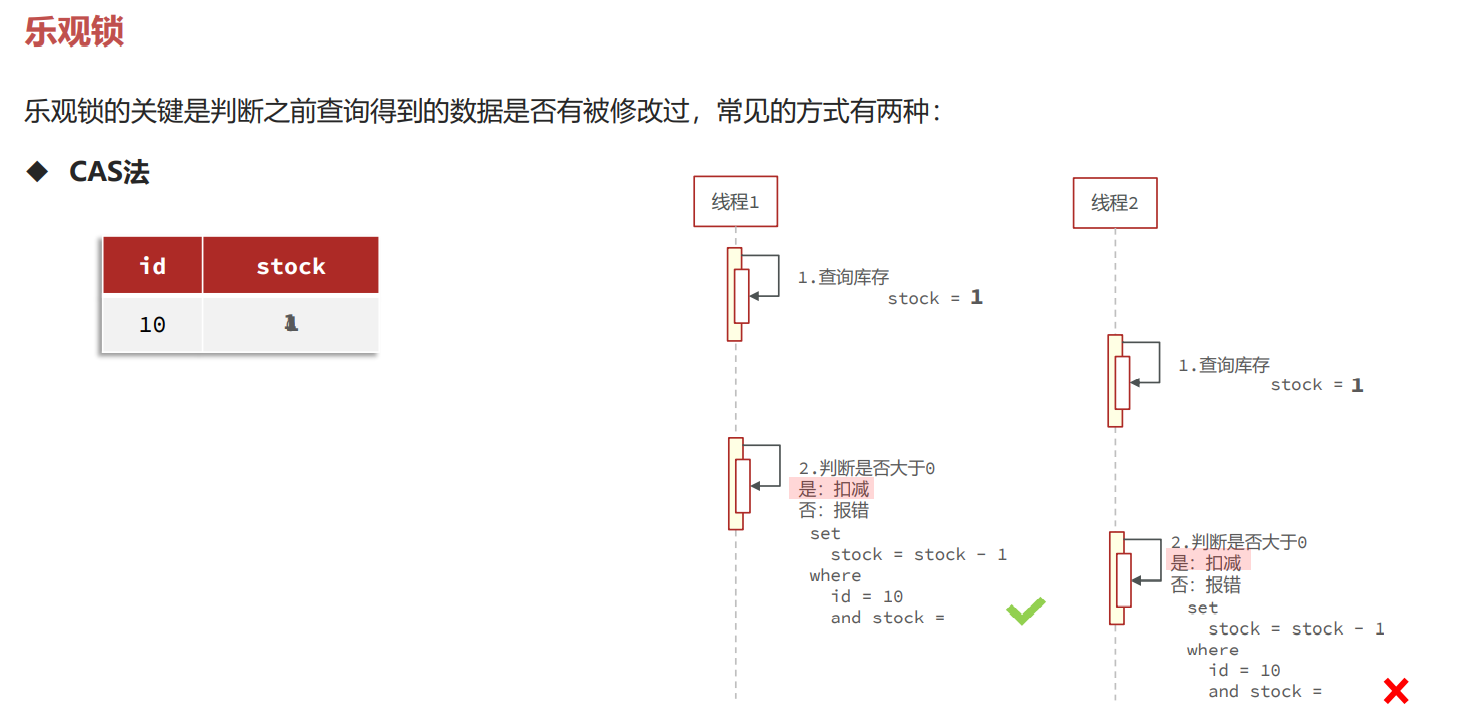 乐观锁
乐观锁的关键是判断之前查询得到的数据是否有被修改过，常见的方式有两种：
◆ CAS法
id stock
10
线程1
1.查询库存
stock = 1
2.判断是否大于0
是：扣减
否：报错
set
stock = stock - 1
where
id = 10
and stock =
线程2
1.查询库存
stock = 1
2.判断是否大于0
是：扣减
否：报错
set
stock = stock - 1
where
id = 10
and stock =